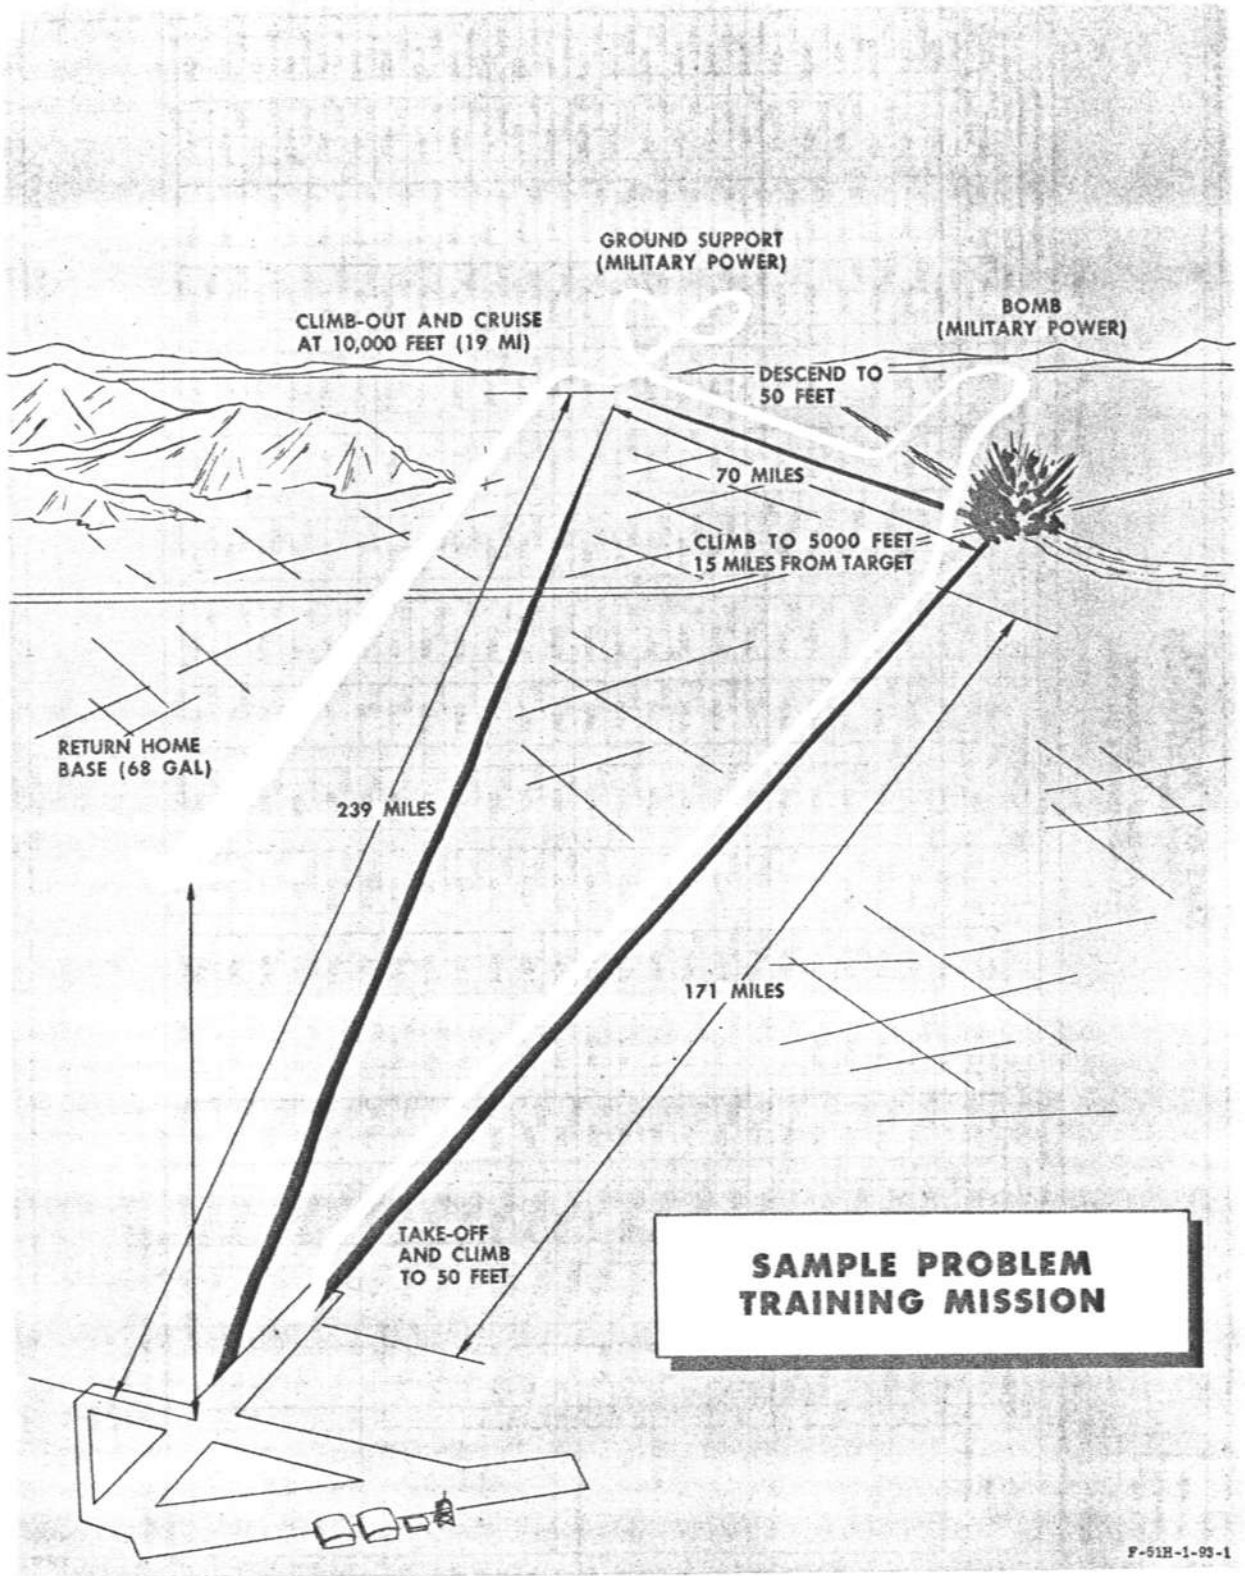 GROUND SUPPORT
(MILITARY POWER)
CLIMB-OUT AND CRUISE
AT 10,000 FEET (19 MI)
BOMB
(MILITARY POWER)
DESCEND TO
50 FEET
70 MILES
CLIMB TO 5000 FEET
15 MILES FROM TARGET
RETURN HOME
BASE (68 GAL)
239 MILES
171 MILES
TAKE-OFF
AND CLIMB
TO 50 FEET
SAMPLE PROBLEM
TRAINING MISSION
F-51H-1-93-1